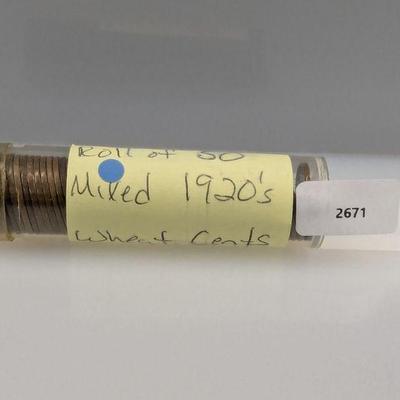 Roll of 50
Mixed 1920's
Wheat Cents
2671